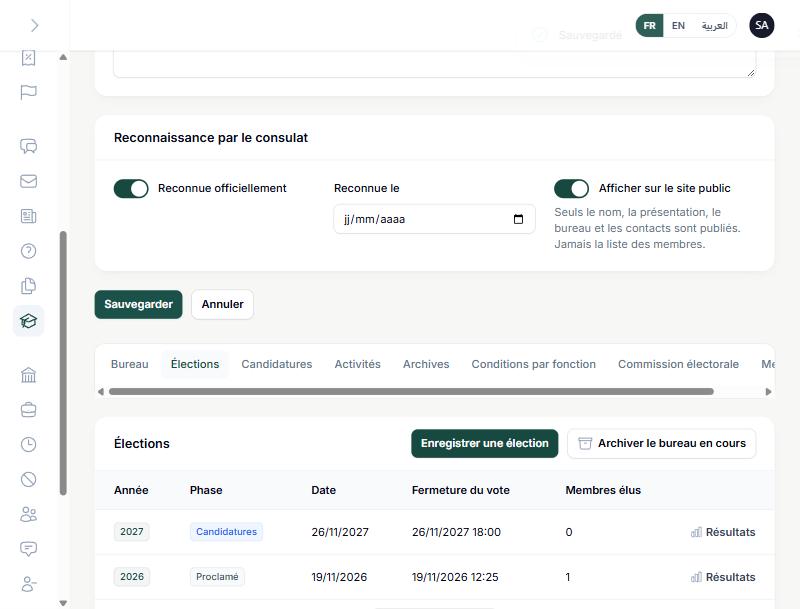 FR EN العربية SA
Sauvegardé
Reconnaissance par le consulat
Reconnue officiellement
Reconnue le
jj/mm/aaaa
Afficher sur le site public
Seuls le nom, la présentation, le
bureau et les contacts sont publiés.
Jamais la liste des membres.
Sauvegarder Annuler
Bureau Élections Candidatures Activités Archives Conditions par fonction Commission électorale
Élections Enregistrer une élection Archiver le bureau en cours
Année Phase Date Fermeture du vote Membres élus
2027 Candidatures 26/11/2027 26/11/2027 18:00 0 Résultats
2026 Proclamé 19/11/2026 19/11/2026 12:25 1 Résultats